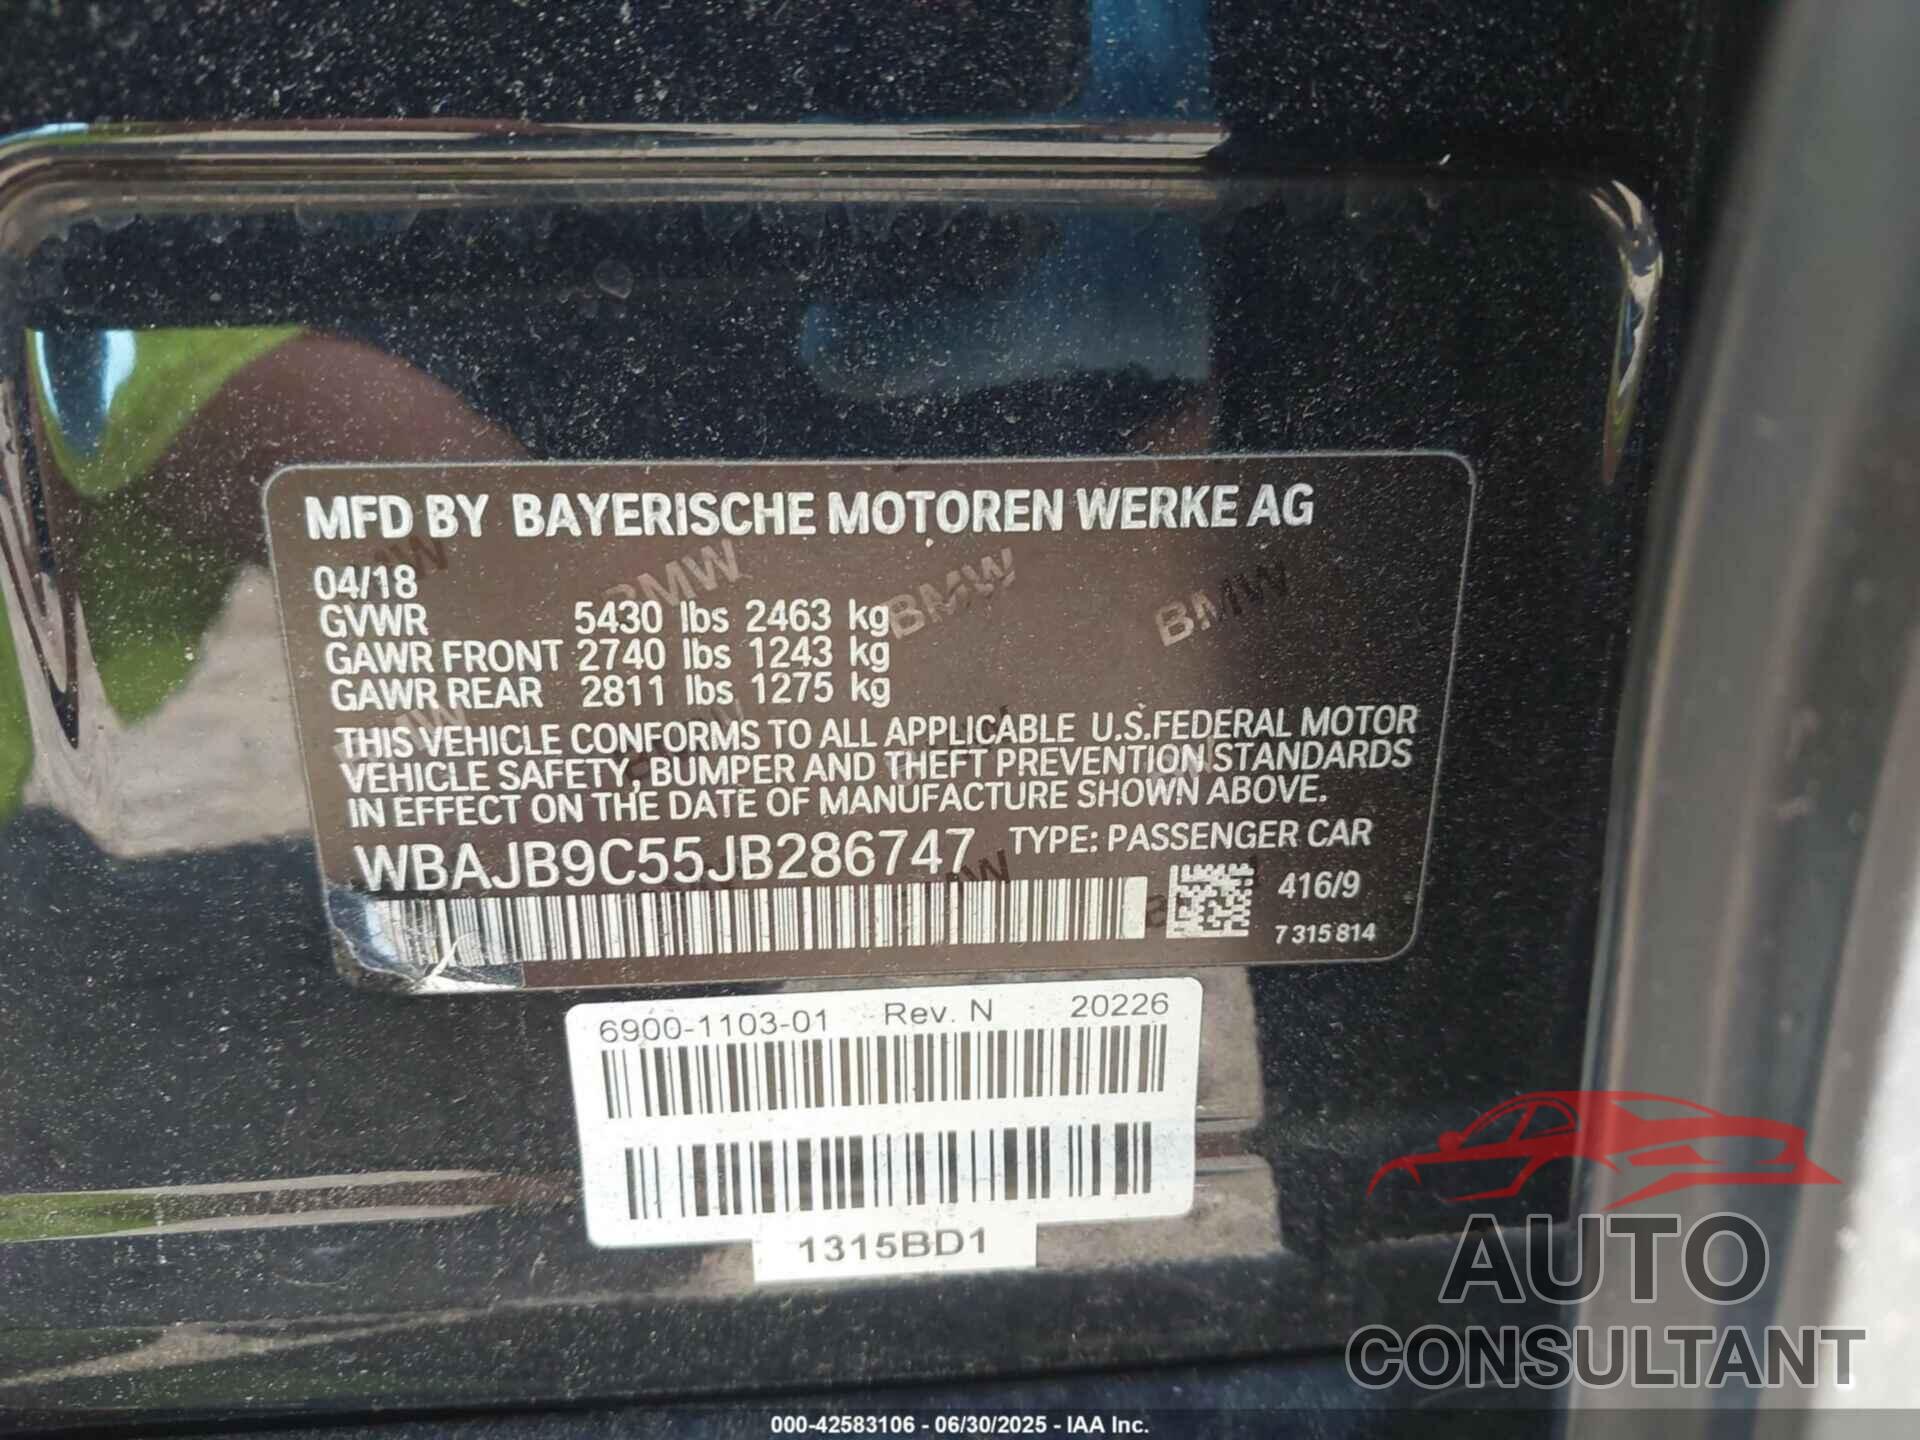 MFD BY BAYERISCHE MOTOREN WERKE AG
04/18
GVWR 5430 lbs 2463 kg
GAWR FRONT 2740 lbs 1243 kg
GAWR REAR 2811 lbs 1275 kg
THIS VEHICLE CONFORMS TO ALL APPLICABLE U.S.FEDERAL MOTOR
VEHICLE SAFETY, BUMPER AND THEFT PREVENTION STANDARDS
IN EFFECT ON THE DATE OF MANUFACTURE SHOWN ABOVE.
WBAJB9C55JB286747 TYPE: PASSENGER CAR
416/9
7 315 814
BMW BMW BMW
6900-1103-01 Rev. N 20226
1315BD1
AUTO
CONSULTANT
000-42583106 - 06/30/2025 - IAA Inc.